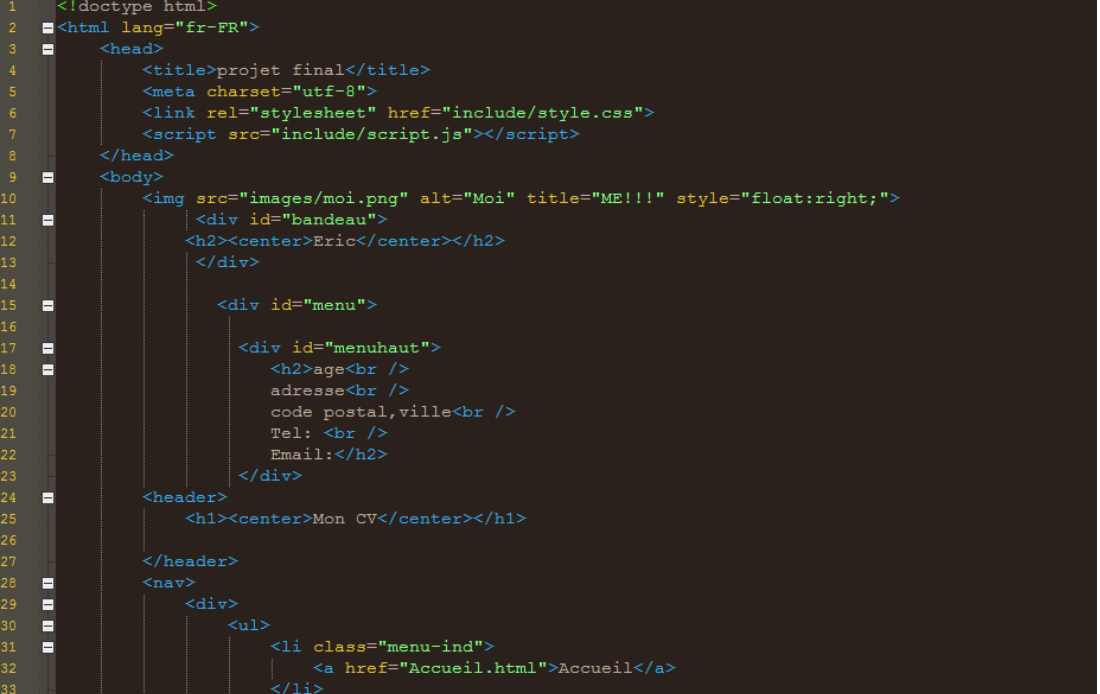 1 <!doctype html>
2 <html lang="fr-FR">
3 <head>
4 <title>projet final</title>
5 <meta charset="utf-8">
6 <link rel="stylesheet" href="include/style.css">
7 <script src="include/script.js"></script>
8 </head>
9 <body>
10 <img src="images/moi.png" alt="Moi" title="ME!!!" style="float:right;">
11 <div id="bandeau">
12 <h2><center>Eric</center></h2>
13 </div>
14
15 <div id="menu">
16
17 <div id="menuhaut">
18 <h2>age<br />
19 adresse<br />
20 code postal,ville<br />
21 Tel: <br />
22 Email:</h2>
23 </div>
24 <header>
25 <h1><center>Mon CV</center></h1>
26
27 </header>
28 <nav>
29 <div>
30 <ul>
31 <li class="menu-ind">
32 <a href="Accueil.html">Accueil</a>
33 </li>